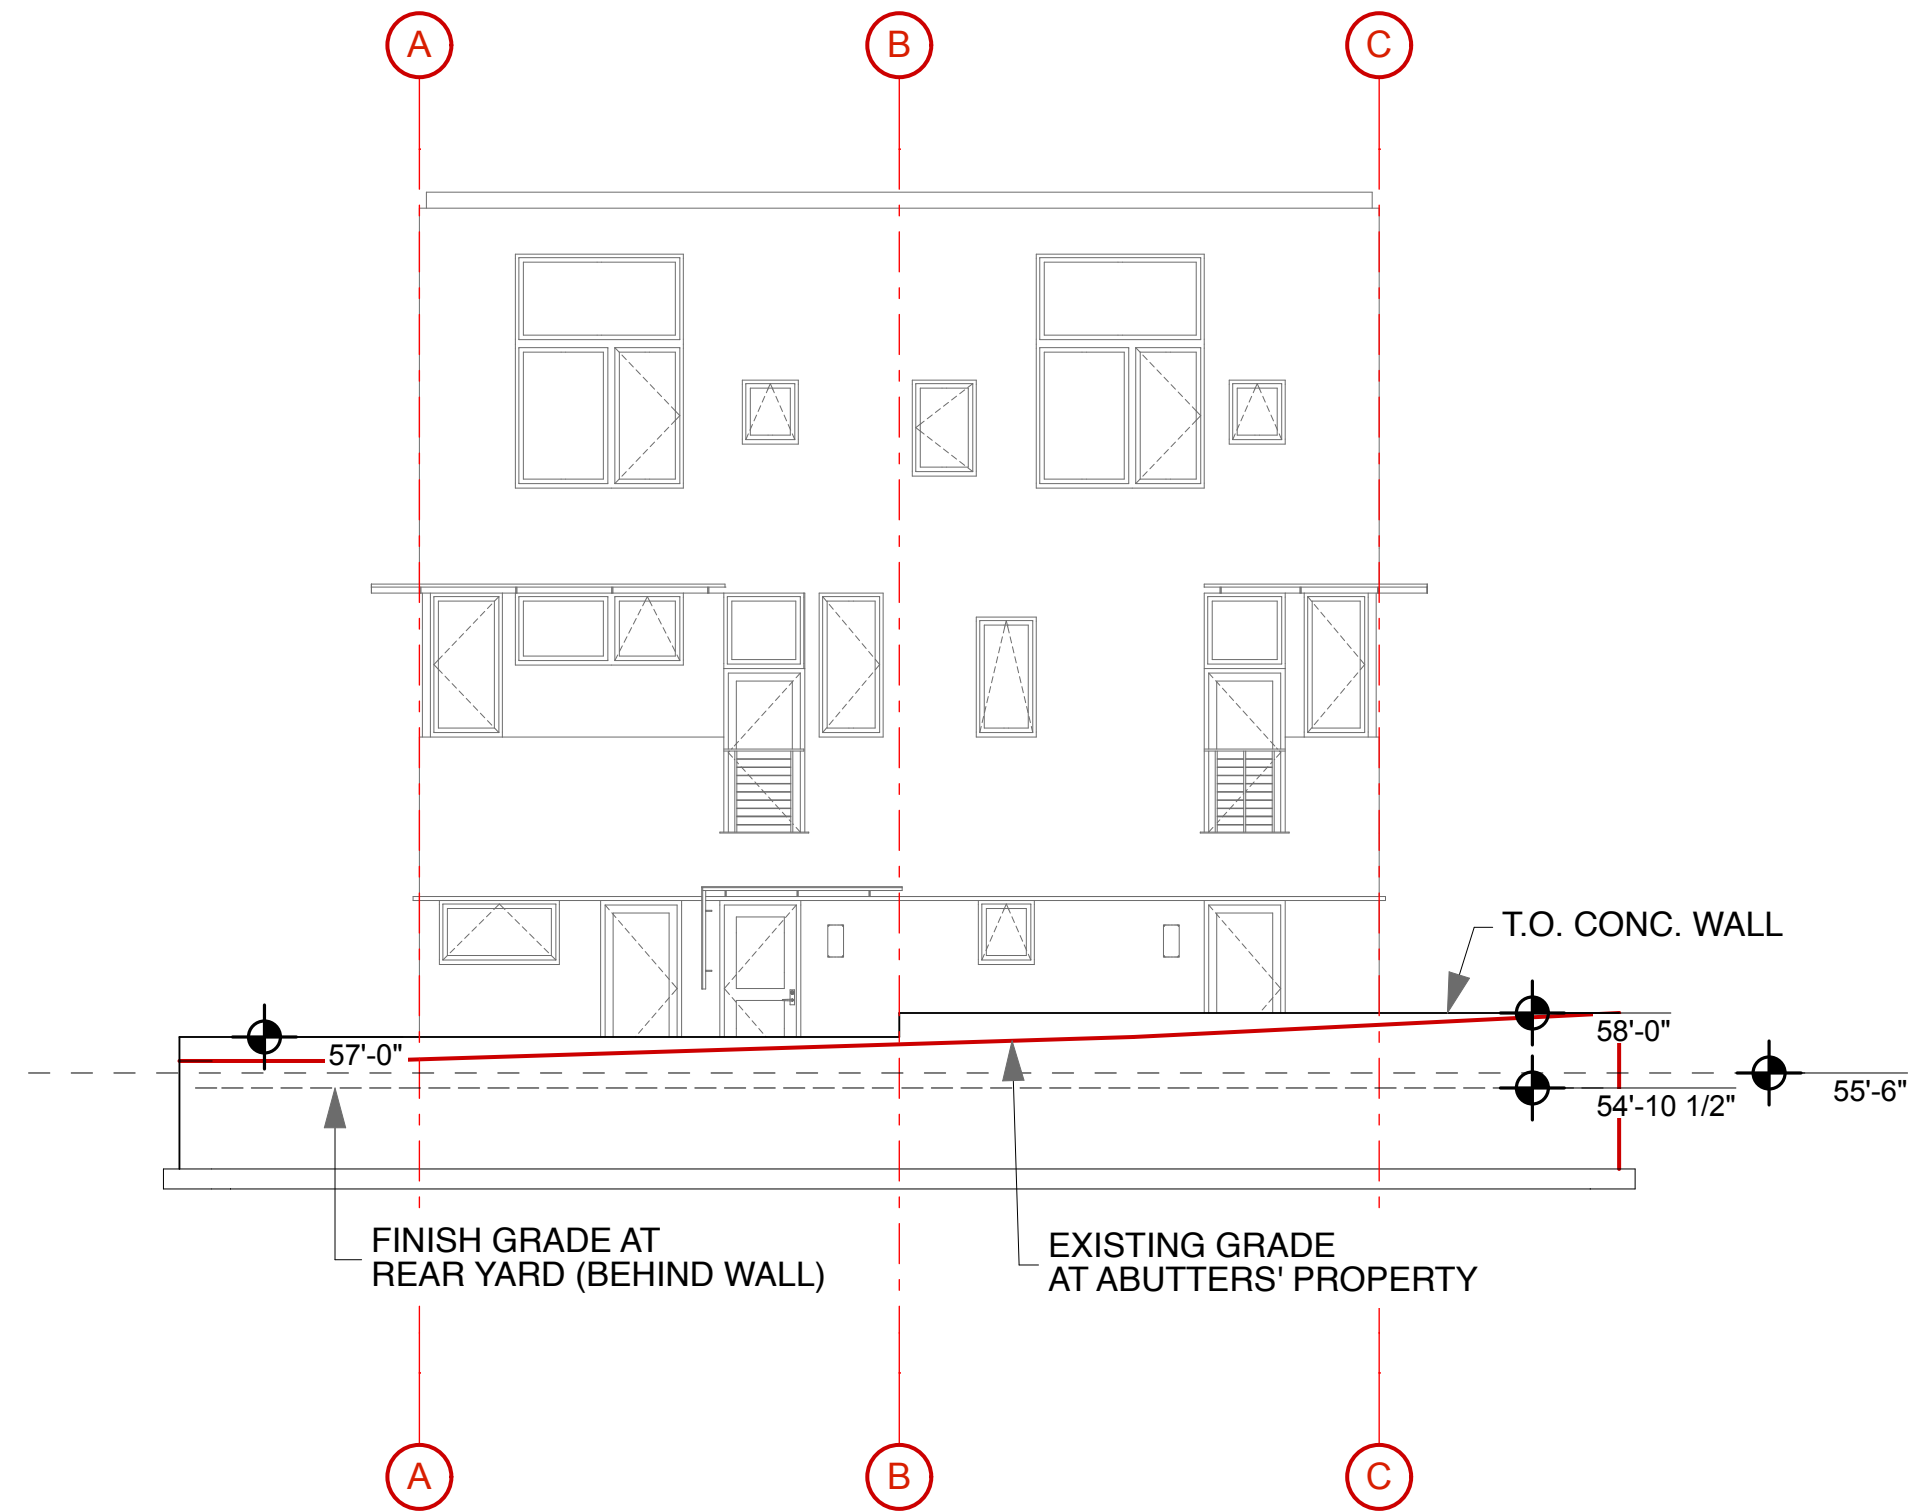 A
B
C
T.O. CONC. WALL
57'-0"
58'-0"
55'-6"
54'-10 1/2"
FINISH GRADE AT
REAR YARD (BEHIND WALL)
EXISTING GRADE
AT ABUTTERS' PROPERTY
A
B
C